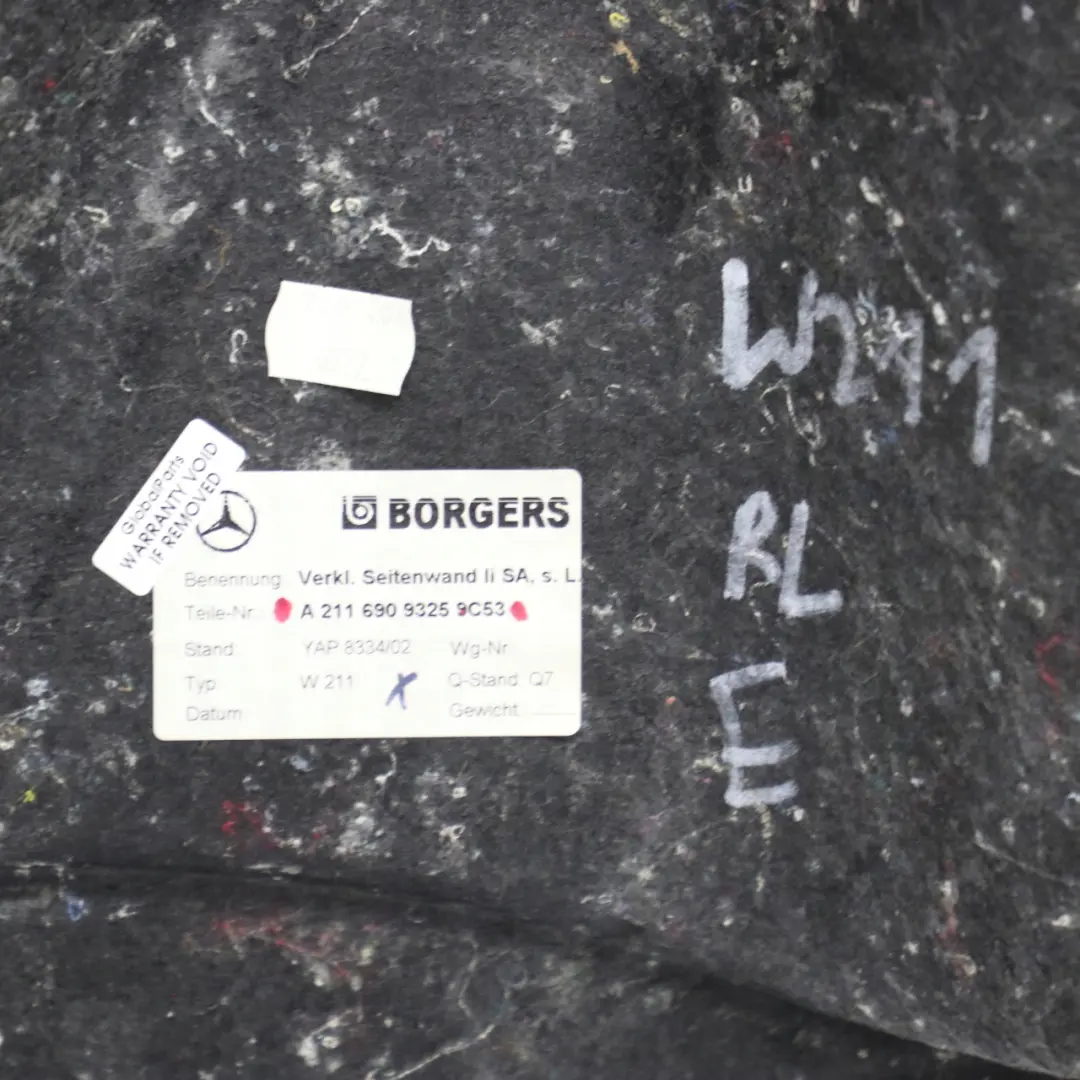 W211
RL
E
GlobalParts
WARRANTY VOID
IF REMOVED
BORGERS
Benennung Verkl. Seitenwand li SA, s. L.
Teile-Nr. A 211 690 9325 9C53
Stand YAP 8334/02 Wg-Nr
Typ W 211 X Q-Stand Q7
Datum Gewicht